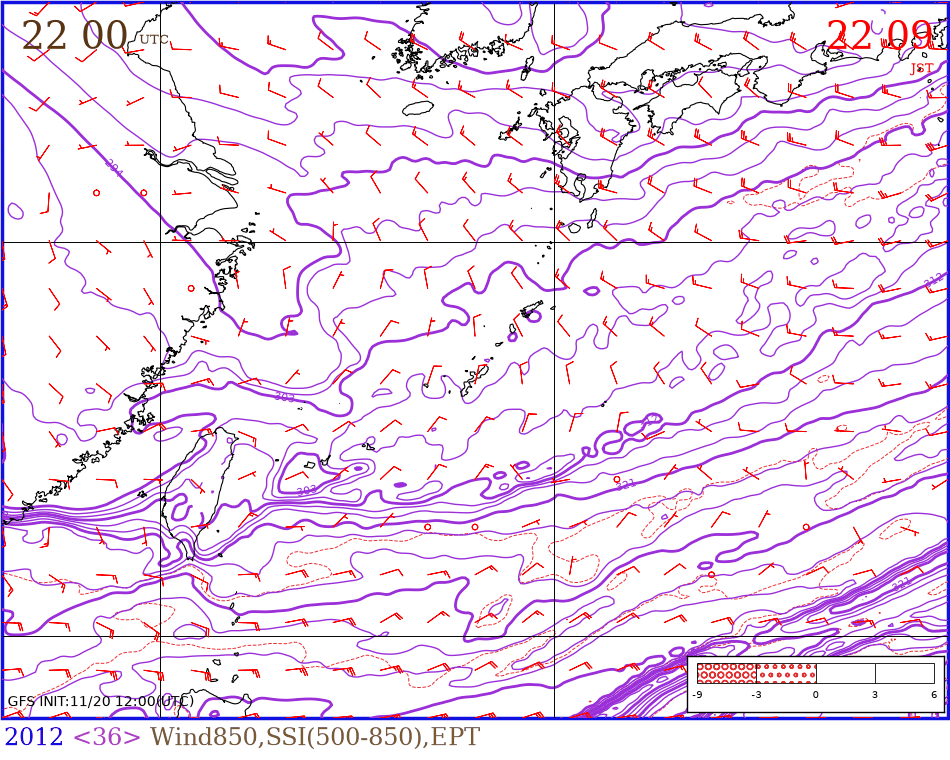 22 00 UTC
22 09
JST
294
312
303
321
303
321
321
GFS INIT:11/20 12:00(UTC)
-9 -3 0 3 6
2012 <36> Wind850,SSI(500-850),EPT